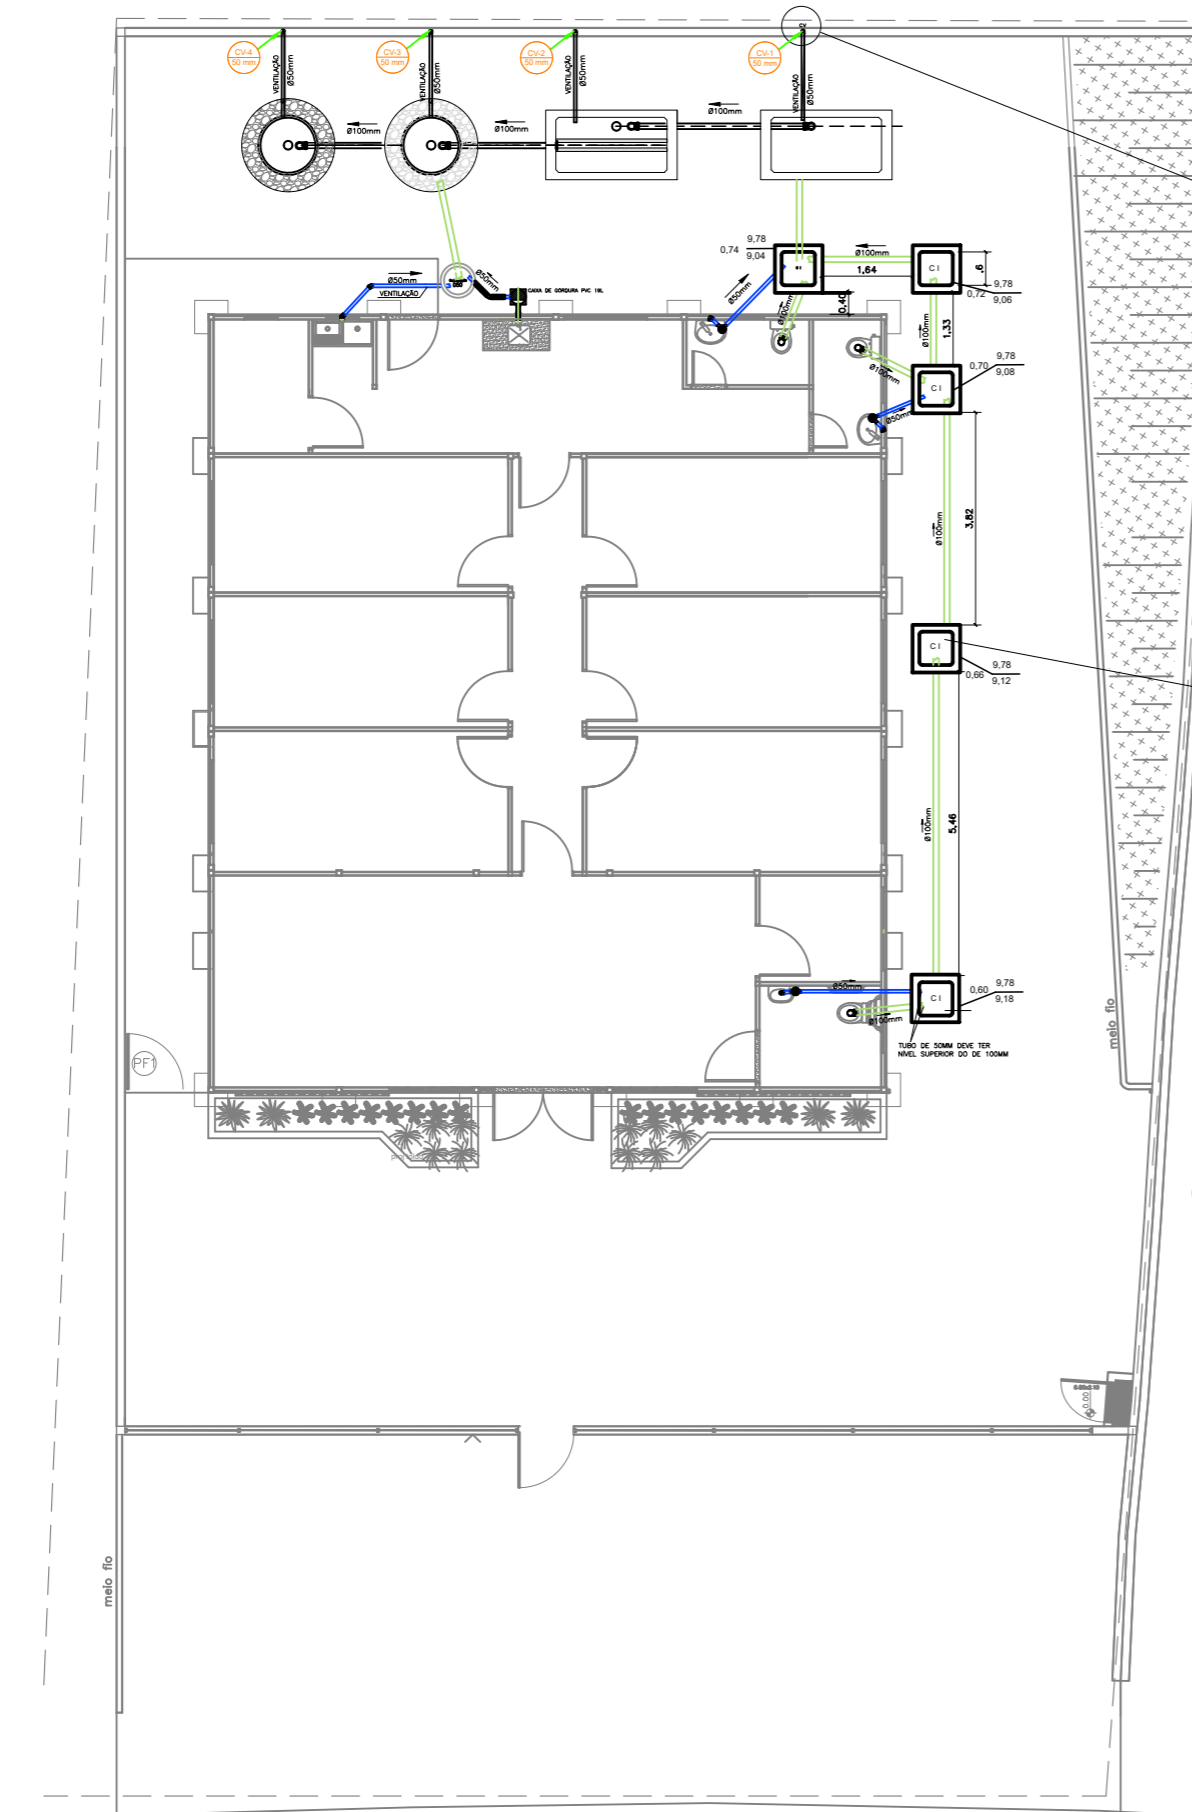 CV-4
50 mm
VENTILAÇÃO
Ø50mm
CV-3
50 mm
VENTILAÇÃO
Ø50mm
CV-2
50 mm
VENTILAÇÃO
Ø50mm
CV-1
50 mm
VENTILAÇÃO
Ø50mm
Ø100mm
Ø100mm
Ø100mm
9,78
0,74
9,04
Ø100mm
1,64
C I
,6
9,78
0,72
9,06
Ø50mm
VENTILAÇÃO
Ø50mm
CAIXA DE GORDURA PVC 19L
Ø50mm
Ø100mm
0,40
Ø100mm
1,33
Ø100mm
C I
9,78
0,70
9,08
Ø50mm
Ø100mm
3,82
C I
9,78
0,66
9,12
Ø100mm
5,46
Ø50mm
Ø100mm
C I
9,78
0,60
9,18
TUBO DE 50MM DEVE TER
NÍVEL SUPERIOR DO DE 100MM
meio fio
PF1
0.00
meio fio